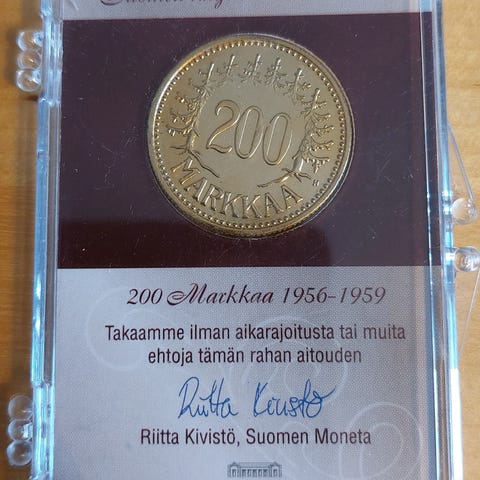 200
MARKKAA
200 Markkaa 1956-1959
Takaamme ilman aikarajoitusta tai muita
ehtoja tämän rahan aitouden
Riitta Kivistö
Riitta Kivistö, Suomen Moneta